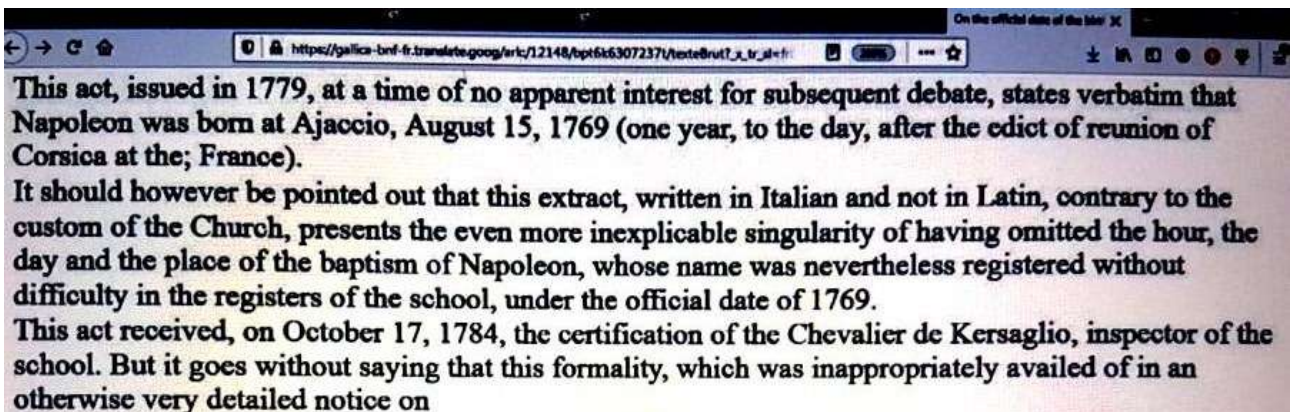 On the official date of the
https://gallica-bnf-fr.translate.goog/ark:/12148/bpt6k6307237t/texteBrut?_x_tr_sl=fr
This act, issued in 1779, at a time of no apparent interest for subsequent debate, states verbatim that
Napoleon was born at Ajaccio, August 15, 1769 (one year, to the day, after the edict of reunion of
Corsica at the; France).
It should however be pointed out that this extract, written in Italian and not in Latin, contrary to the
custom of the Church, presents the even more inexplicable singularity of having omitted the hour, the
day and the place of the baptism of Napoleon, whose name was nevertheless registered without
difficulty in the registers of the school, under the official date of 1769.
This act received, on October 17, 1784, the certification of the Chevalier de Kersaglio, inspector of the
school. But it goes without saying that this formality, which was inappropriately availed of in an
otherwise very detailed notice on